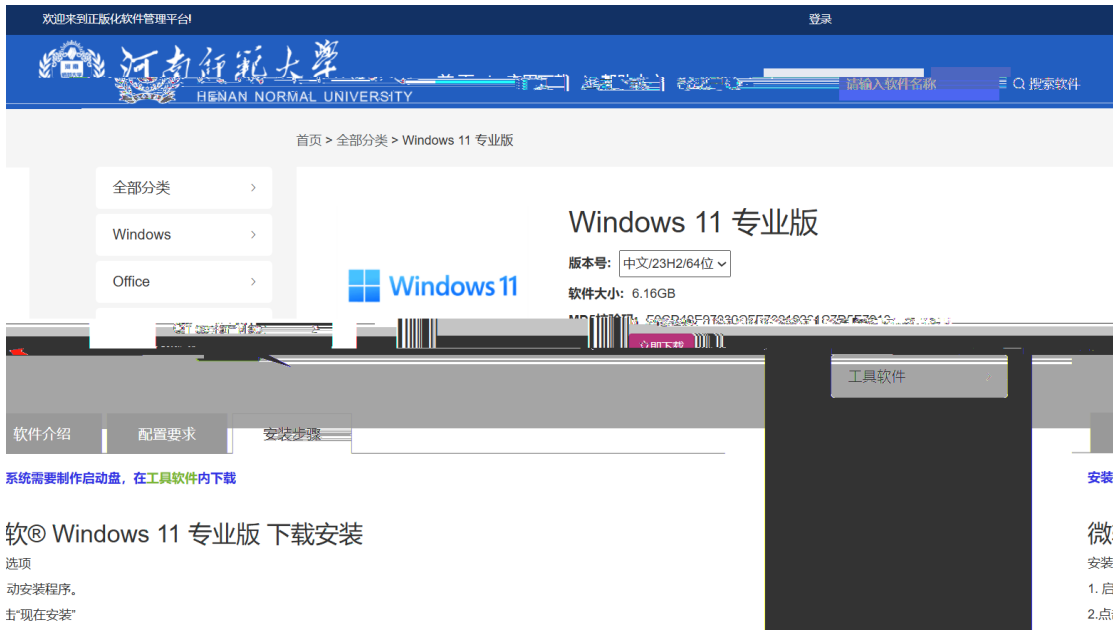 欢迎来到正版化软件管理平台!
登录
河南师范大学
HENAN NORMAL UNIVERSITY
请输入软件名称
搜索软件
首页 > 全部分类 > Windows 11 专业版
全部分类
Windows
Office
Windows 11
Windows 11 专业版
版本号: 中文/23H2/64位
软件大小: 6.16GB
立即下载
工具软件
软件介绍
配置要求
安装步骤
系统需要制作启动盘，在工具软件内下载
安装
软® Windows 11 专业版 下载安装
微
选项
安装
动安装程序。
1. 启
击“现在安装”
2.点